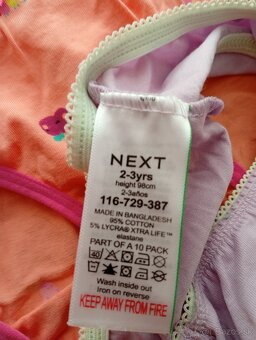 NEXT
2-3yrs
height 98cm
2-3años
116-729-387
MADE IN BANGLADESH
95% COTTON
5% LYCRA® XTRA LIFE™
elastane
PART OF A 10 PACK
40
Wash inside out
Iron on reverse
KEEP AWAY FROM FIRE